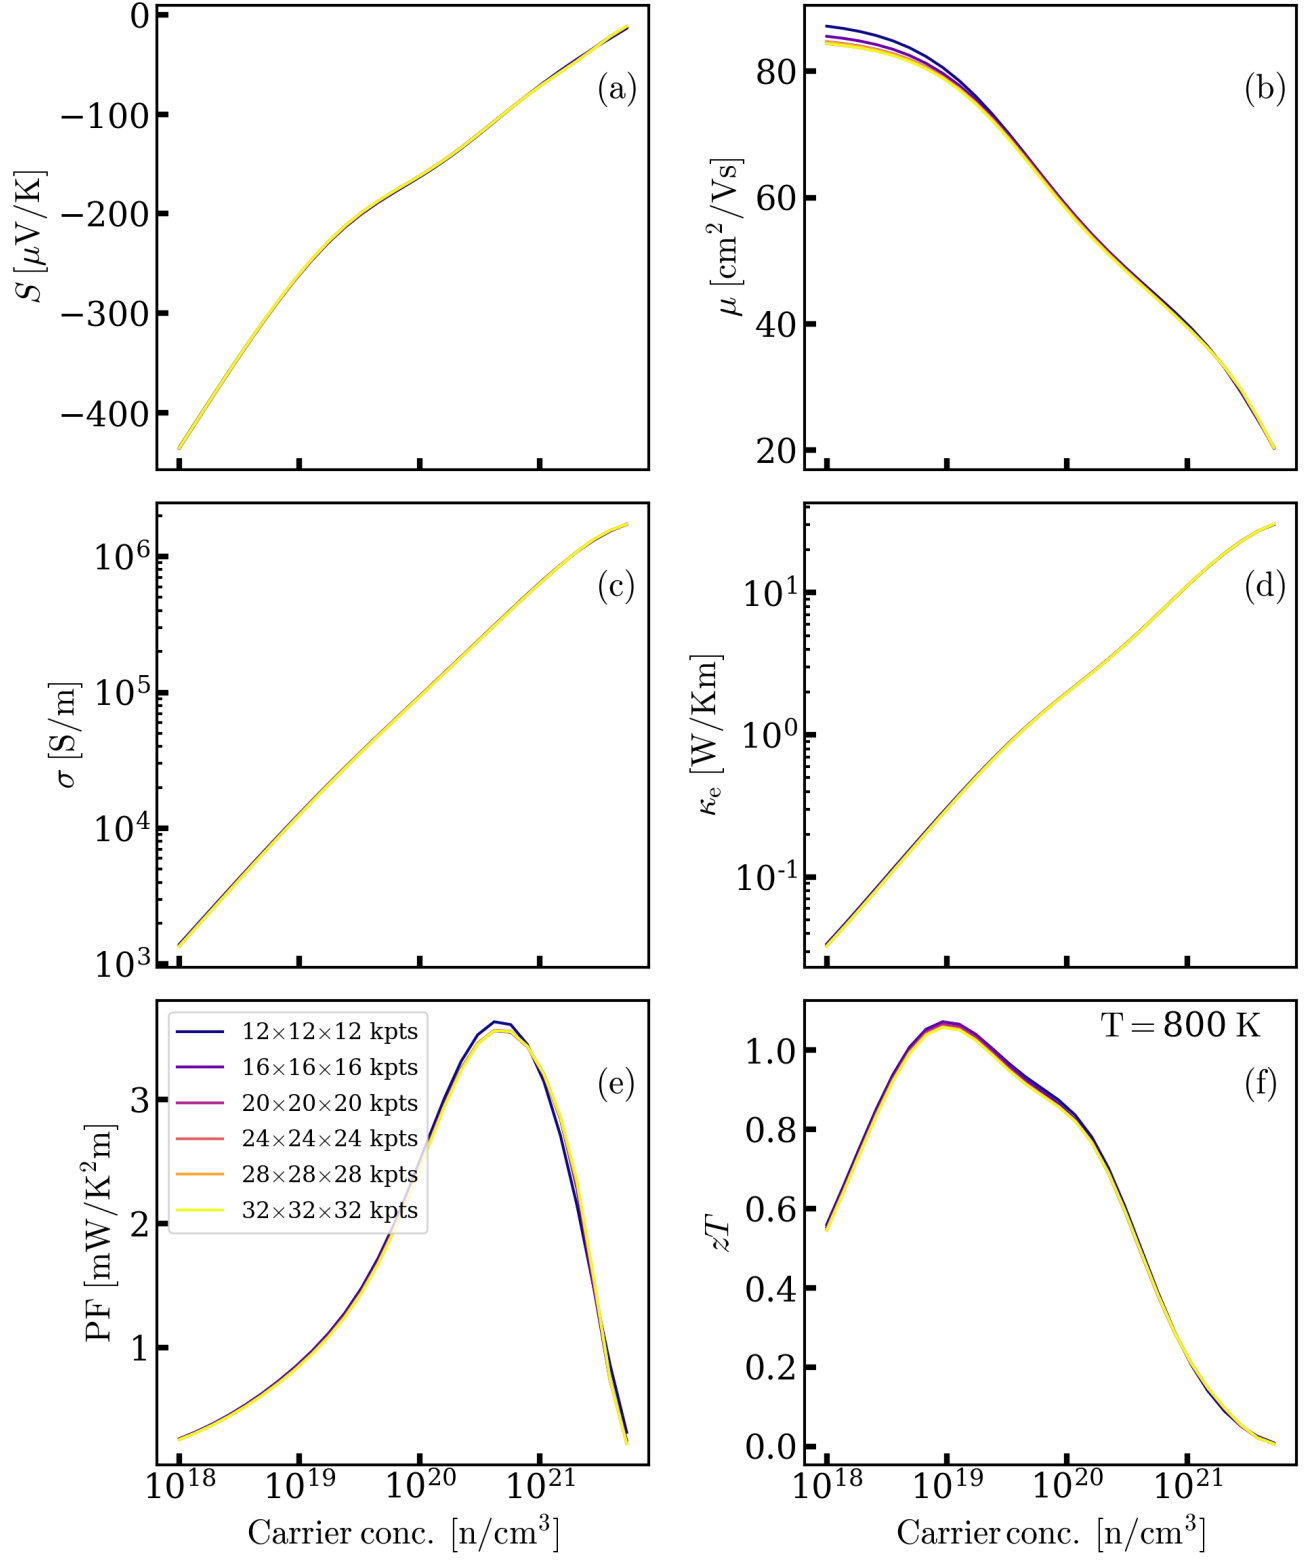 0
−100
−200
−300
−400
S [μV/K]
(a)
80
60
40
20
μ [cm²/Vs]
(b)
10⁶
10⁵
10⁴
10³
σ [S/m]
(c)
10¹
10⁰
10⁻¹
κₑ [W/Km]
(d)
3
2
1
PF [mW/K²m]
12×12×12 kpts
16×16×16 kpts
20×20×20 kpts
24×24×24 kpts
28×28×28 kpts
32×32×32 kpts
(e)
10¹⁸ 10¹⁹ 10²⁰ 10²¹
Carrier conc. [n/cm³]
1.0
0.8
0.6
0.4
0.2
0.0
zT
T = 800 K
(f)
10¹⁸ 10¹⁹ 10²⁰ 10²¹
Carrier conc. [n/cm³]